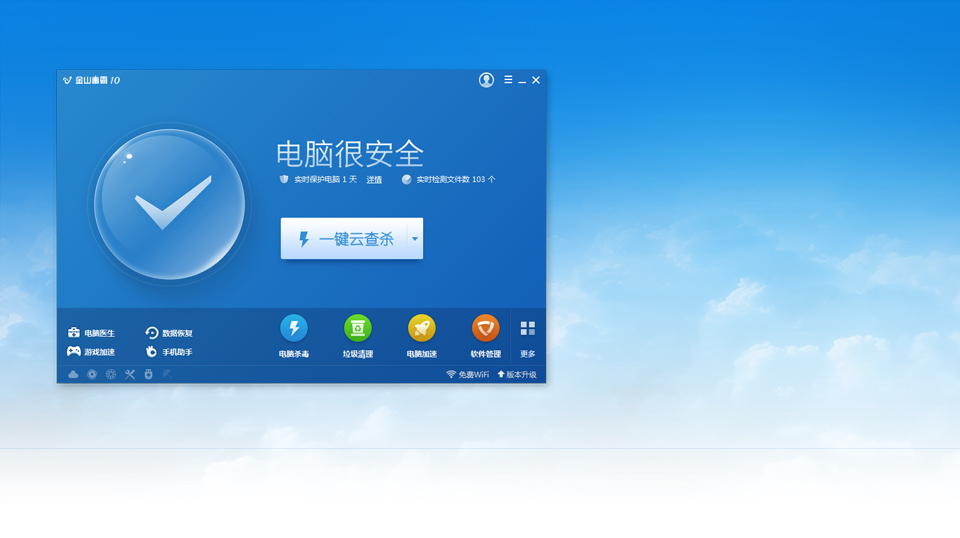 金山毒霸 10
电脑很安全
实时保护电脑 1 天 详情 实时检测文件数 103 个
一键云查杀
电脑医生 数据恢复
游戏加速 手机助手
电脑杀毒 垃圾清理 电脑加速 软件管理 更多
免费WiFi 版本升级